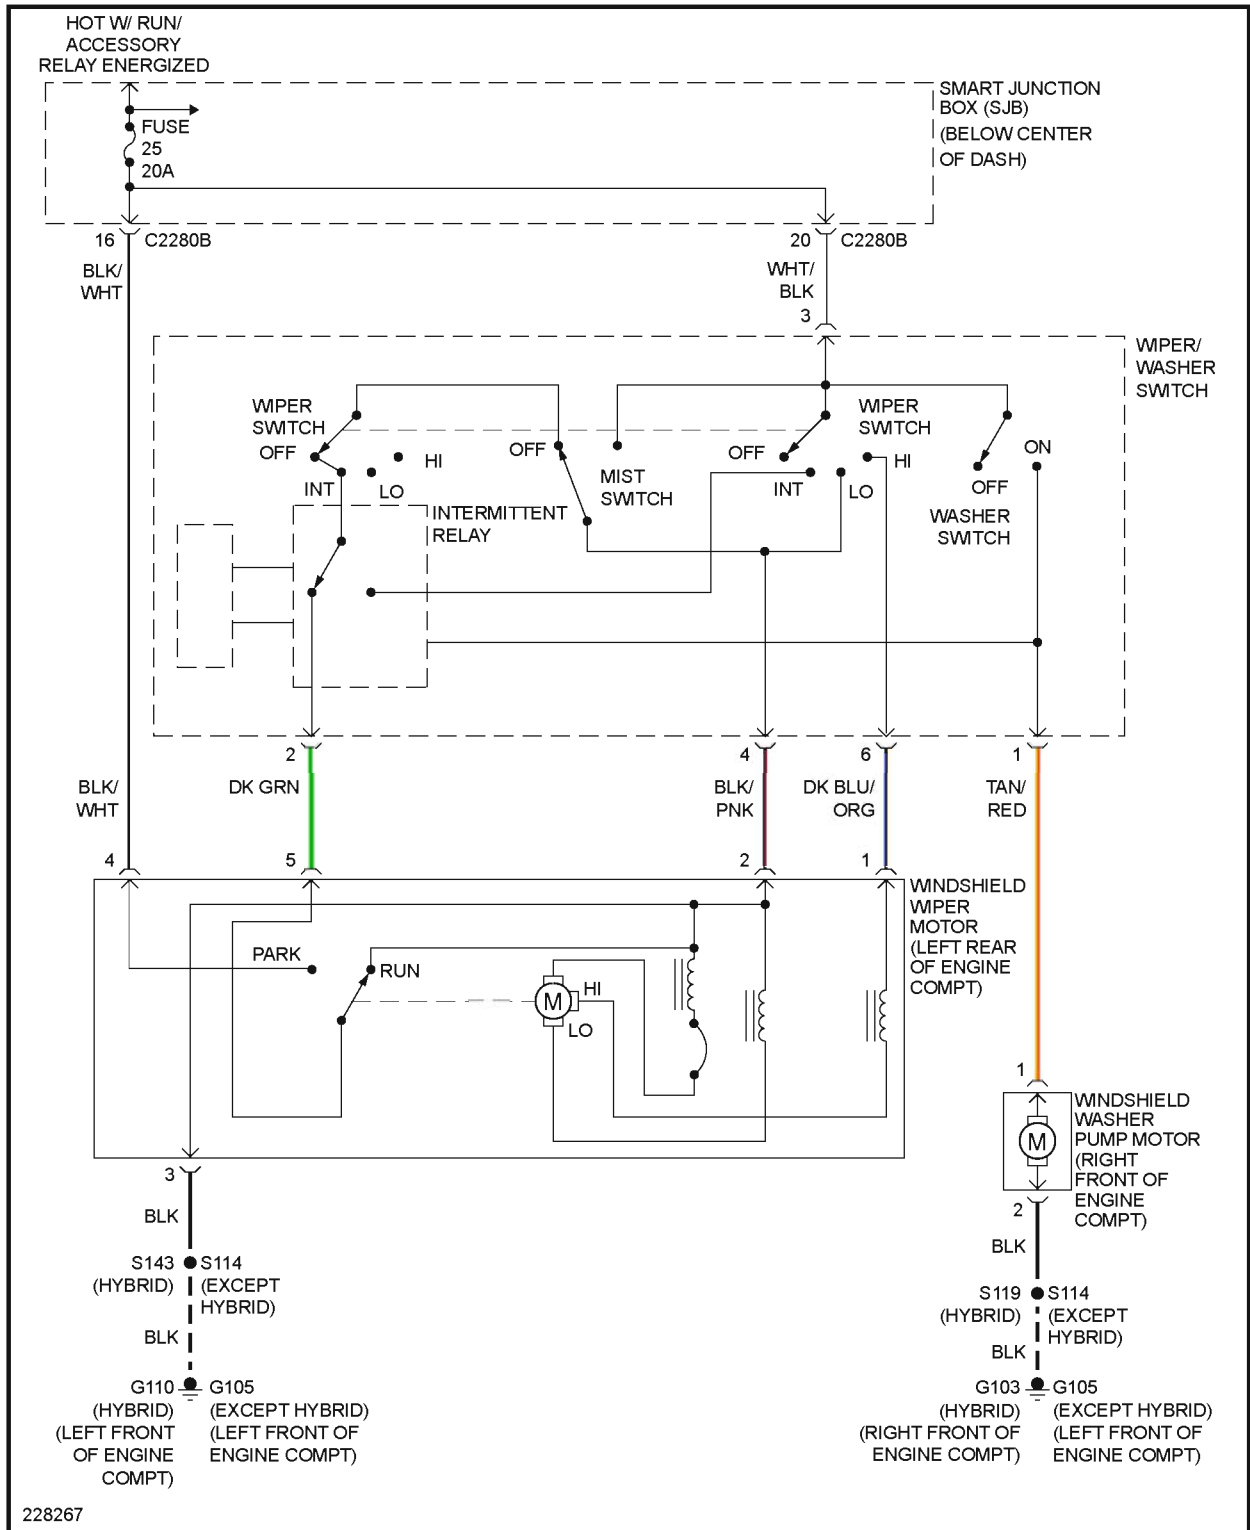 HOT W/ RUN/
ACCESSORY
RELAY ENERGIZED
SMART JUNCTION
BOX (SJB)
(BELOW CENTER
OF DASH)
FUSE
25
20A
16
C2280B
20
C2280B
BLK/
WHT
WHT/
BLK
3
WIPER/
WASHER
SWITCH
WIPER
SWITCH
OFF
INT
LO
HI
OFF
MIST
SWITCH
WIPER
SWITCH
OFF
INT
LO
HI
ON
OFF
WASHER
SWITCH
INTERMITTENT
RELAY
2
4
6
1
BLK/
WHT
DK GRN
BLK/
PNK
DK BLU/
ORG
TAN/
RED
4
5
2
1
WINDSHIELD
WIPER
MOTOR
(LEFT REAR
OF ENGINE
COMPT)
PARK
RUN
M
HI
LO
1
WINDSHIELD
WASHER
PUMP MOTOR
(RIGHT
FRONT OF
ENGINE
COMPT)
M
3
2
BLK
BLK
S143
(HYBRID)
S114
(EXCEPT
HYBRID)
S119
(HYBRID)
S114
(EXCEPT
HYBRID)
BLK
BLK
G110
(HYBRID)
(LEFT FRONT
OF ENGINE
COMPT)
G105
(EXCEPT HYBRID)
(LEFT FRONT OF
ENGINE COMPT)
G103
(HYBRID)
(RIGHT FRONT OF
ENGINE COMPT)
G105
(EXCEPT HYBRID)
(LEFT FRONT OF
ENGINE COMPT)
228267